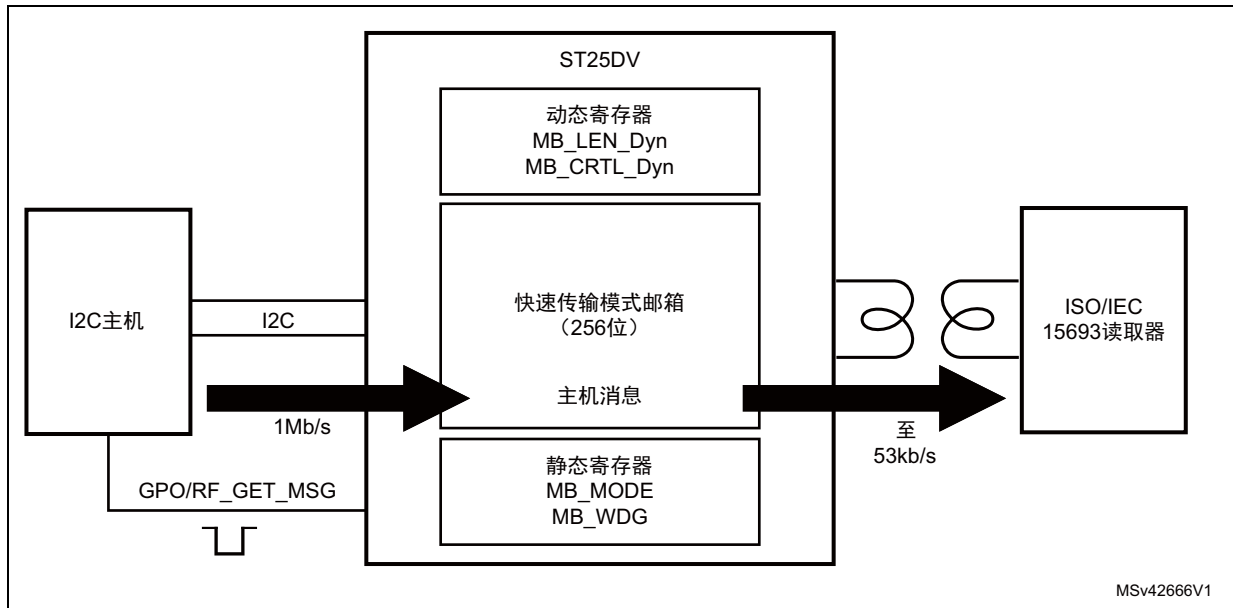 ST25DV
动态寄存器
MB_LEN_Dyn
MB_CRTL_Dyn
I2C主机
I2C
快速传输模式邮箱
（256位）
主机消息
ISO/IEC
15693读取器
1Mb/s
至
53kb/s
GPO/RF_GET_MSG
静态寄存器
MB_MODE
MB_WDG
MSv42666V1